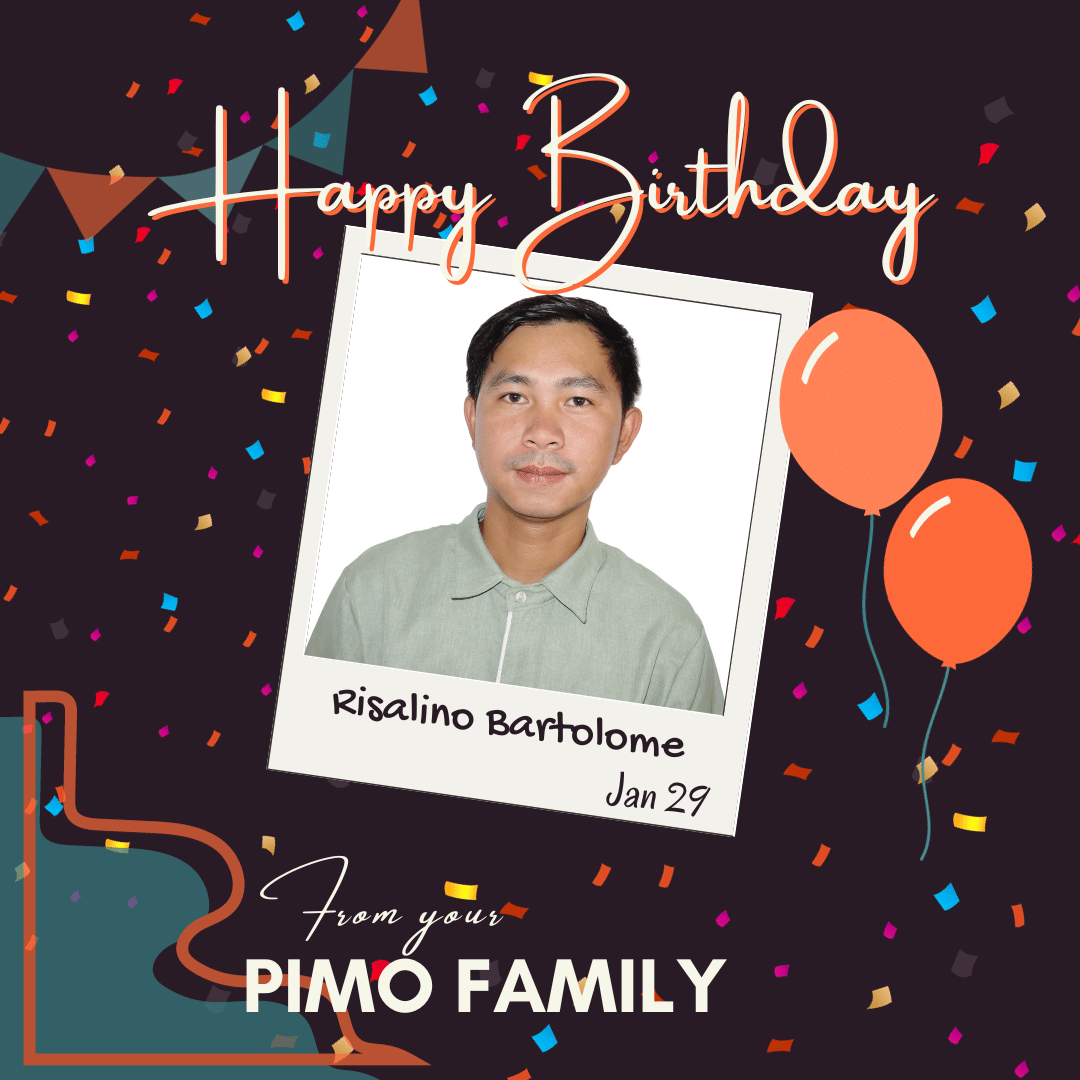 Happy Birthday
Risalino Bartolome
Jan 29
From your
PIMO FAMILY